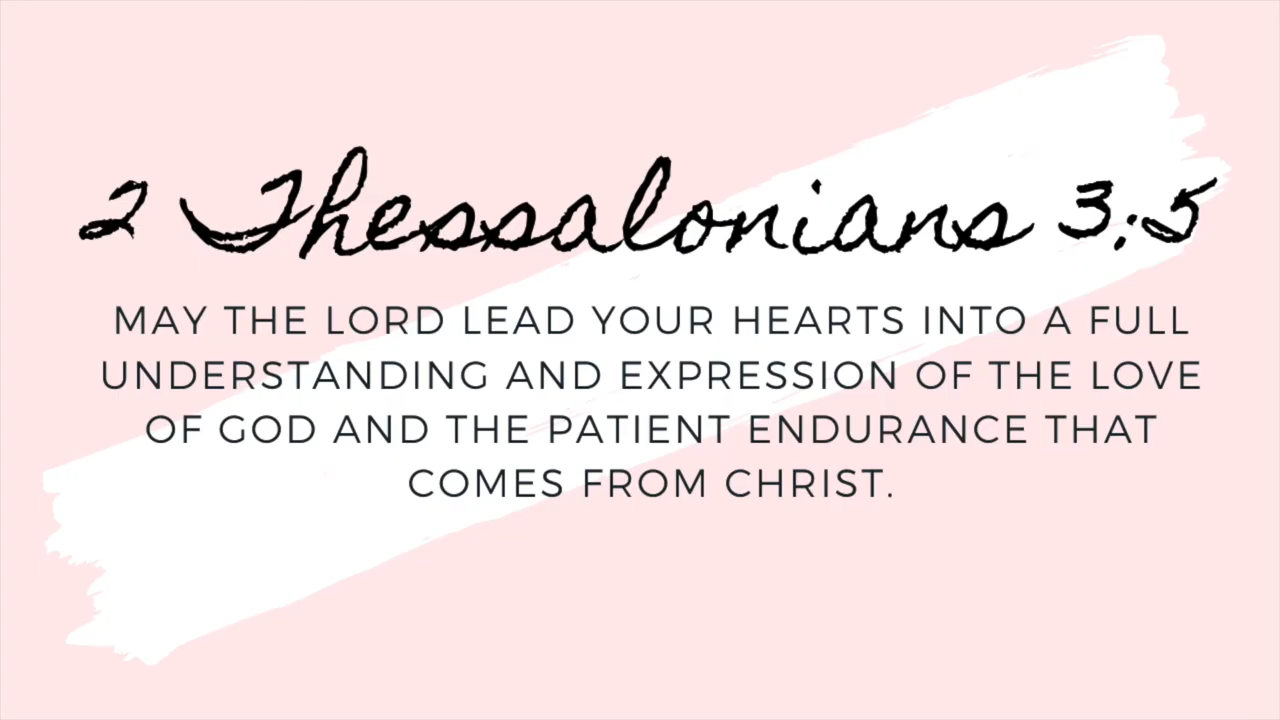 2 Thessalonians 3:5
MAY THE LORD LEAD YOUR HEARTS INTO A FULL
UNDERSTANDING AND EXPRESSION OF THE LOVE
OF GOD AND THE PATIENT ENDURANCE THAT
COMES FROM CHRIST.